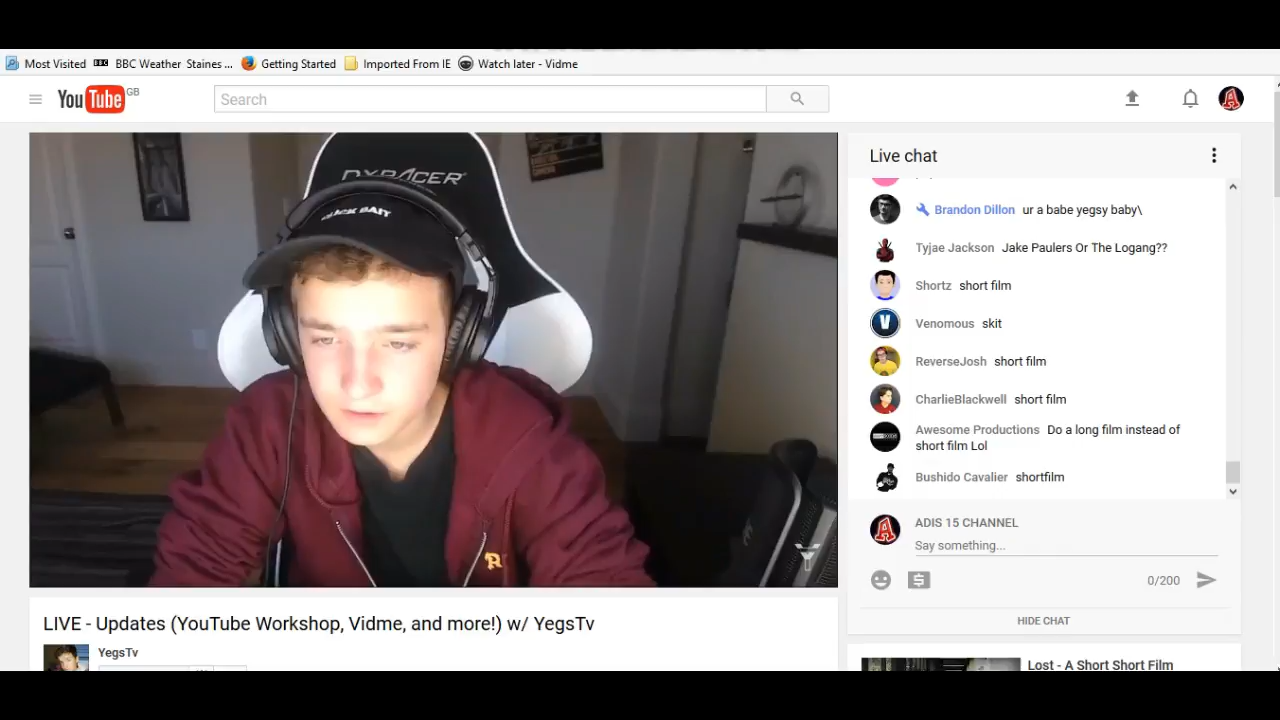 Most Visited BBC Weather Staines ... Getting Started Imported From IE Watch later - Vidme
YouTube GB
Search
Live chat
DXRACER
CLICK BAIT
Brandon Dillon ur a babe yegsy baby\
Tyjae Jackson Jake Paulers Or The Logang??
Shortz short film
Venomous skit
ReverseJosh short film
CharlieBlackwell short film
Awesome Productions Do a long film instead of
short film Lol
Bushido Cavalier shortfilm
ADIS 15 CHANNEL
Say something...
0/200
HIDE CHAT
LIVE - Updates (YouTube Workshop, Vidme, and more!) w/ YegsTv
YegsTv
Lost - A Short Short Film